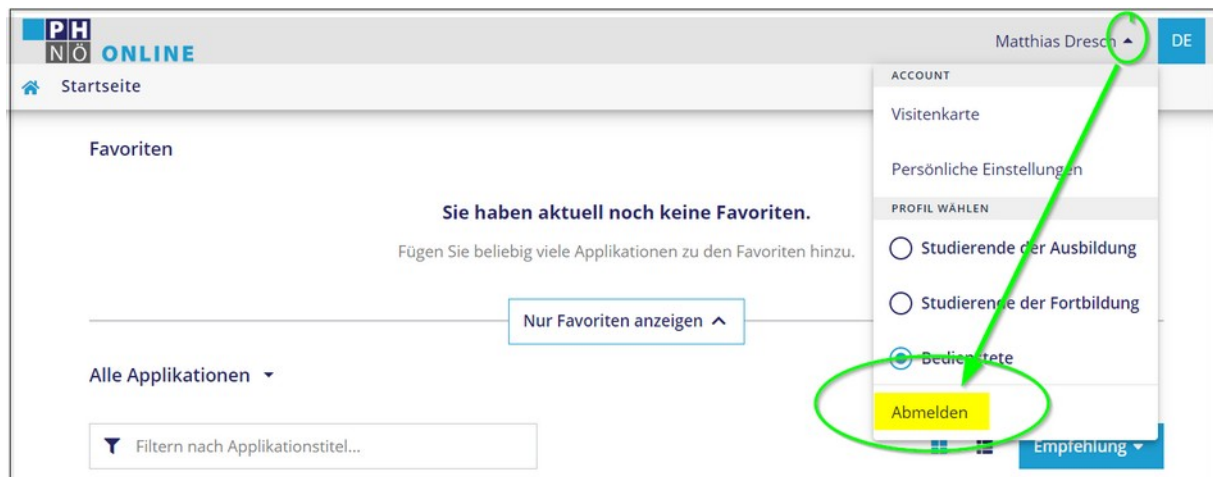 PH
NÖ ONLINE
Matthias Dresch
DE
Startseite
ACCOUNT
Visitenkarte
Persönliche Einstellungen
PROFIL WÄHLEN
Studierende der Ausbildung
Studierende der Fortbildung
Bedienstete
Abmelden
Favoriten
Sie haben aktuell noch keine Favoriten.
Fügen Sie beliebig viele Applikationen zu den Favoriten hinzu.
Nur Favoriten anzeigen
Alle Applikationen
Filtern nach Applikationstitel...
Empfehlung